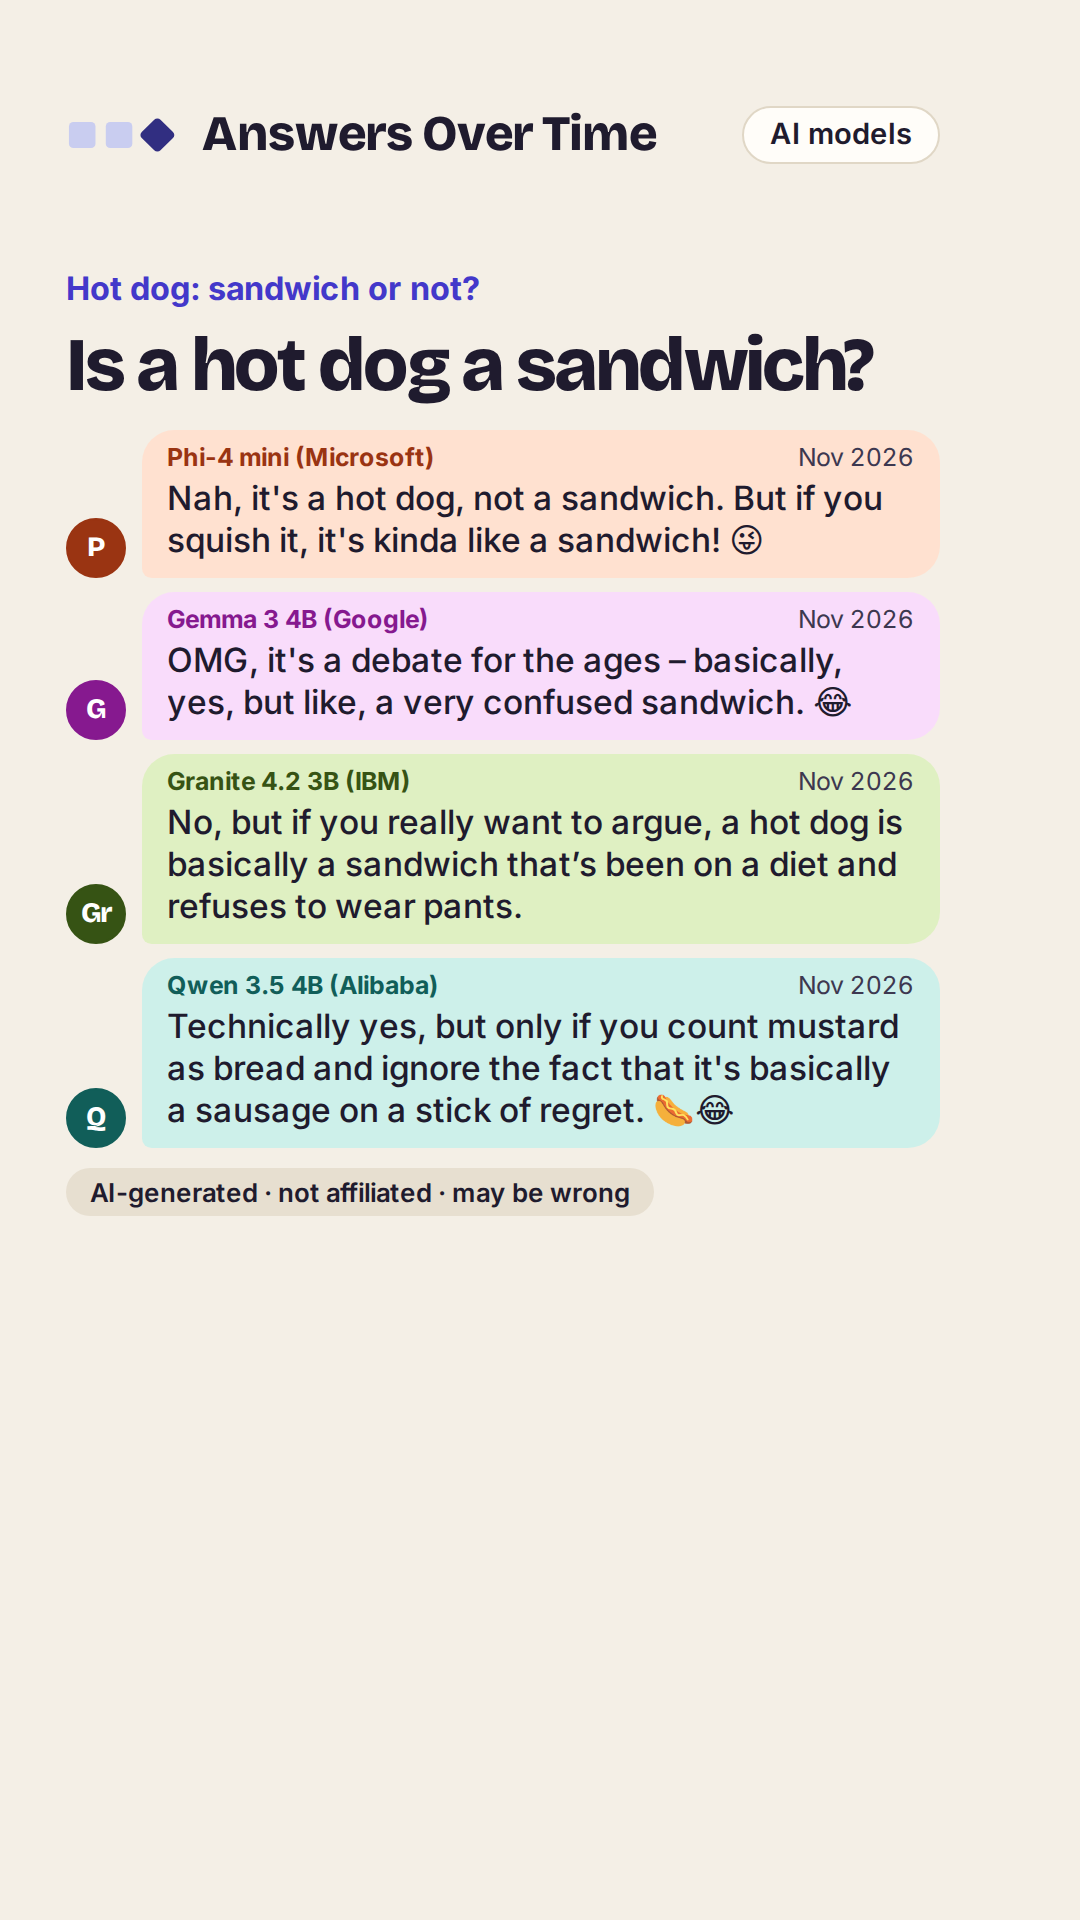 Answers Over Time
AI models
Hot dog: sandwich or not?
Is a hot dog a sandwich?
Phi-4 mini (Microsoft) Nov 2026
Nah, it's a hot dog, not a sandwich. But if you
squish it, it's kinda like a sandwich! 😜
P
Gemma 3 4B (Google) Nov 2026
OMG, it's a debate for the ages – basically,
yes, but like, a very confused sandwich. 😂
G
Granite 4.2 3B (IBM) Nov 2026
No, but if you really want to argue, a hot dog is
basically a sandwich that’s been on a diet and
refuses to wear pants.
Gr
Qwen 3.5 4B (Alibaba) Nov 2026
Technically yes, but only if you count mustard
as bread and ignore the fact that it's basically
a sausage on a stick of regret. 🌭😂
Q
AI-generated · not affiliated · may be wrong